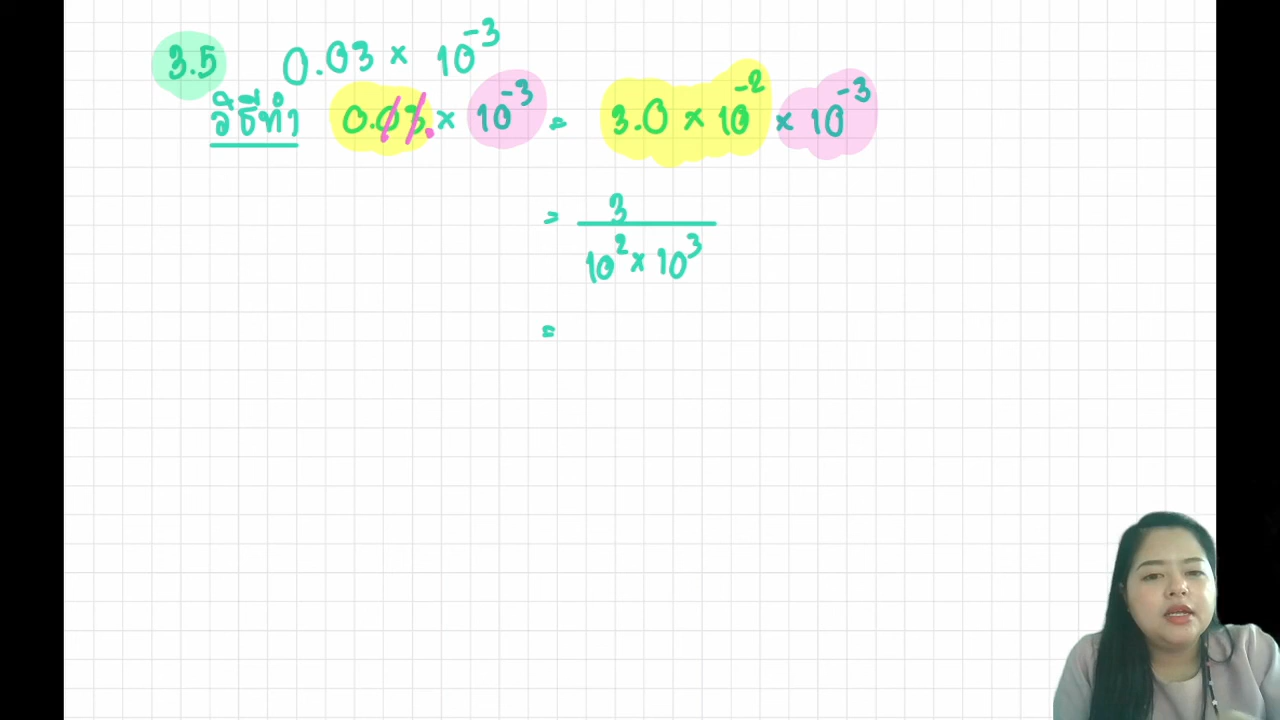 3.5 0.03 × 10⁻³
วิธีทำ 0.03. × 10⁻³ = 3.0 × 10⁻² × 10⁻³
= 3
10² × 10³
=